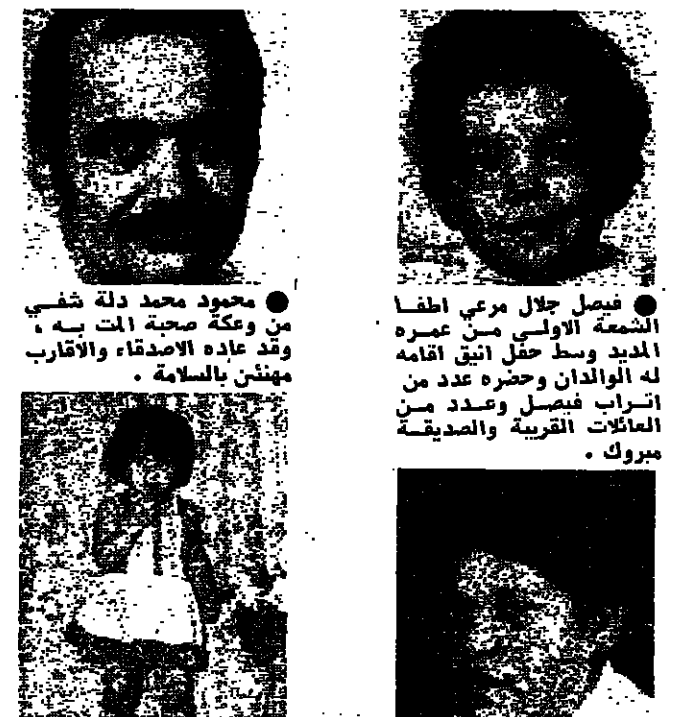 ● فيصل جلال مرعي اطفا
الشمعة الاولى من عمره
المديد وسط حفل انيق اقامه
له الوالدان وحضره عدد من
اتراب فيصل وعدد من
العائلات القريبة والصديقة
مبروك .
● محمود محمد دلة شفي
من وعكة صحية المت به ،
وقد عاده الاصدقاء والاقارب
مهنئن بالسلامة .